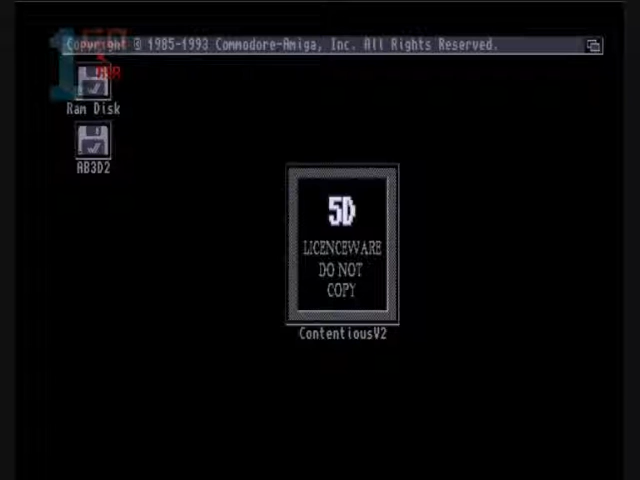 Copyright © 1985-1993 Commodore-Amiga, Inc. All Rights Reserved.
Ram Disk
AB3D2
5D
LICENCEWARE
DO NOT
COPY
ContentiousV2